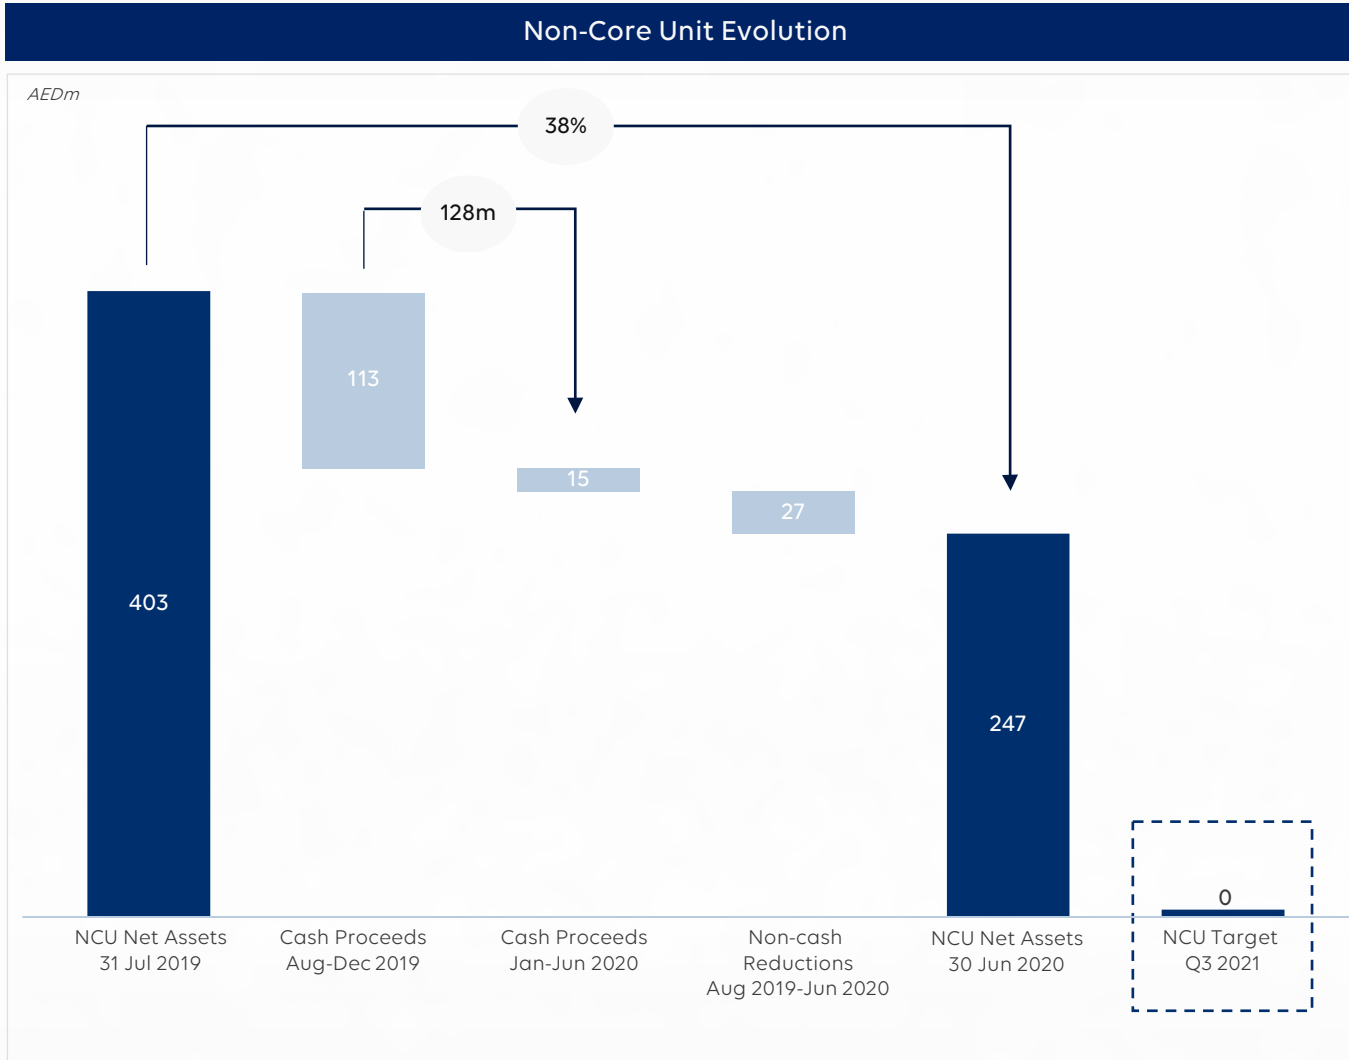 Non-Core Unit Evolution
AEDm
38%
128m
113
15
27
403
247
0
NCU Net Assets
31 Jul 2019
Cash Proceeds
Aug-Dec 2019
Cash Proceeds
Jan-Jun 2020
Non-cash
Reductions
Aug 2019-Jun 2020
NCU Net Assets
30 Jun 2020
NCU Target
Q3 2021